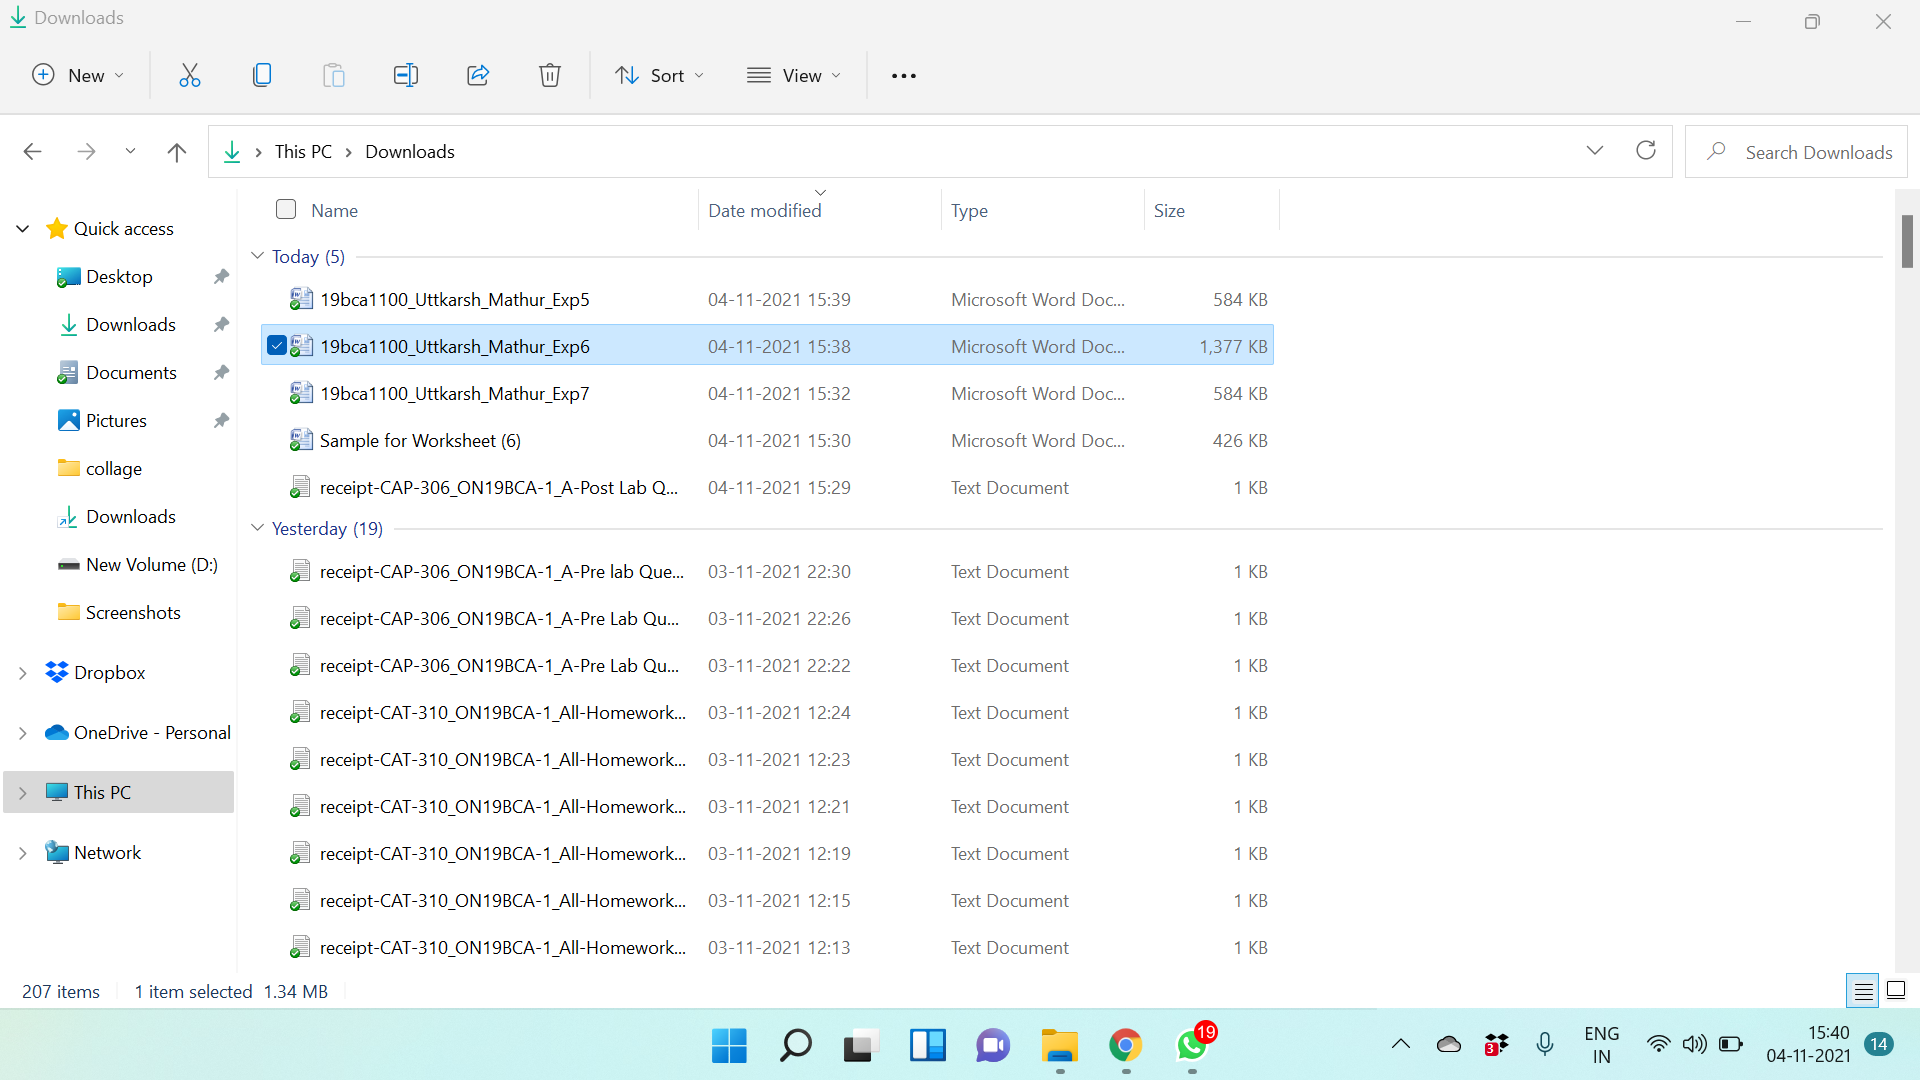 Downloads
New
Sort
View
This PC
Downloads
Search Downloads
Name
Date modified
Type
Size
Quick access
Desktop
Downloads
Documents
Pictures
collage
Downloads
New Volume (D:)
Screenshots
Dropbox
OneDrive - Personal
This PC
Network
Today (5)
19bca1100_Uttkarsh_Mathur_Exp5 04-11-2021 15:39 Microsoft Word Doc... 584 KB
19bca1100_Uttkarsh_Mathur_Exp6 04-11-2021 15:38 Microsoft Word Doc... 1,377 KB
19bca1100_Uttkarsh_Mathur_Exp7 04-11-2021 15:32 Microsoft Word Doc... 584 KB
Sample for Worksheet (6) 04-11-2021 15:30 Microsoft Word Doc... 426 KB
receipt-CAP-306_ON19BCA-1_A-Post Lab Q... 04-11-2021 15:29 Text Document 1 KB
Yesterday (19)
receipt-CAP-306_ON19BCA-1_A-Pre lab Que... 03-11-2021 22:30 Text Document 1 KB
receipt-CAP-306_ON19BCA-1_A-Pre Lab Qu... 03-11-2021 22:26 Text Document 1 KB
receipt-CAP-306_ON19BCA-1_A-Pre Lab Qu... 03-11-2021 22:22 Text Document 1 KB
receipt-CAT-310_ON19BCA-1_All-Homework... 03-11-2021 12:24 Text Document 1 KB
receipt-CAT-310_ON19BCA-1_All-Homework... 03-11-2021 12:23 Text Document 1 KB
receipt-CAT-310_ON19BCA-1_All-Homework... 03-11-2021 12:21 Text Document 1 KB
receipt-CAT-310_ON19BCA-1_All-Homework... 03-11-2021 12:19 Text Document 1 KB
receipt-CAT-310_ON19BCA-1_All-Homework... 03-11-2021 12:15 Text Document 1 KB
receipt-CAT-310_ON19BCA-1_All-Homework... 03-11-2021 12:13 Text Document 1 KB
207 items 1 item selected 1.34 MB
19
3
ENG
IN
15:40
04-11-2021
14